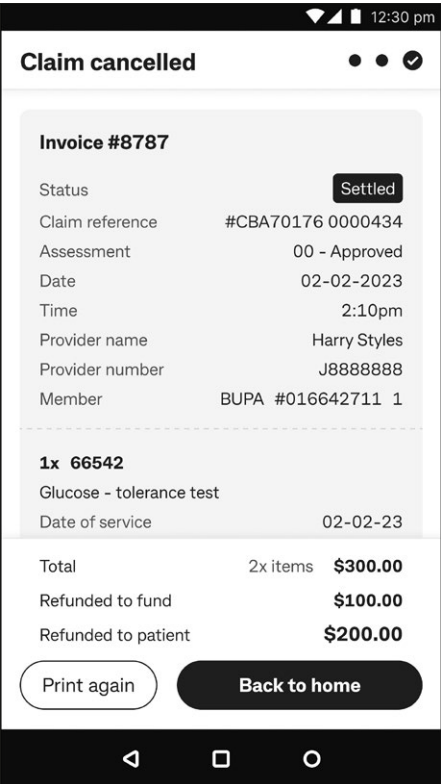 12:30 pm
Claim cancelled
Invoice #8787
Status Settled
Claim reference #CBA70176 0000434
Assessment 00 - Approved
Date 02-02-2023
Time 2:10pm
Provider name Harry Styles
Provider number J8888888
Member BUPA #016642711 1
1x 66542
Glucose - tolerance test
Date of service 02-02-23
Total 2x items $300.00
Refunded to fund $100.00
Refunded to patient $200.00
Print again Back to home